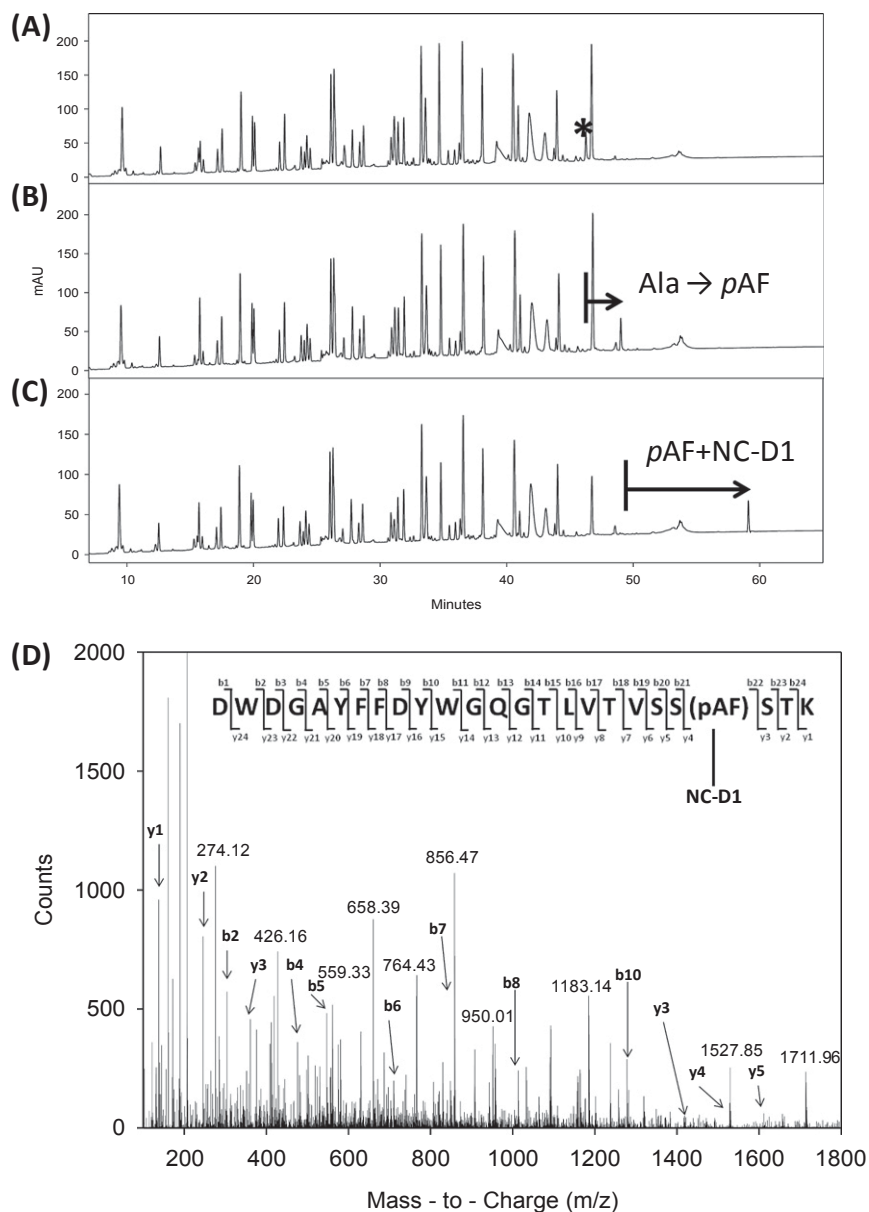 (A)
200
150
100
50
0
*
(B)
200
150
100
50
0
mAU
Ala → pAF
(C)
200
150
100
50
0
pAF+NC-D1
10 20 30 40 50 60
Minutes
(D)
2000
1500
1000
500
0
Counts
b1 b2 b3 b4 b5 b6 b7 b8 b9 b10 b11 b12 b13 b14 b15 b16 b17 b18 b19 b20 b21 b22 b23 b24
D W D G A Y F F D Y W G Q G T L V T V S S (pAF) S T K
y24 y23 y22 y21 y20 y19 y18 y17 y16 y15 y14 y13 y12 y11 y10 y9 y8 y7 y6 y5 y4 y3 y2 y1
NC-D1
y1
274.12
y2
856.47
b2
y3
426.16
b4
559.33
b5
658.39
764.43
b6
b7
950.01
b8
1183.14
b10
y3
1527.85
y4
y5
1711.96
200 400 600 800 1000 1200 1400 1600 1800
Mass - to - Charge (m/z)